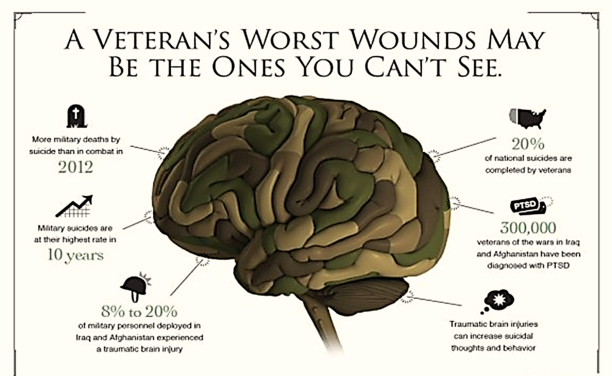 A VETERAN'S WORST WOUNDS MAY
BE THE ONES YOU CAN'T SEE.
More military deaths by
suicide than in combat in
2012
Military suicides are
at their highest rate in
10 years
8% to 20%
of military personnel deployed in
Iraq and Afghanistan experienced
a traumatic brain injury
20%
of national suicides are
completed by veterans
PTSD
300,000
veterans of the wars in Iraq
and Afghanistan have been
diagnosed with PTSD
Traumatic brain injuries
can increase suicidal
thoughts and behavior